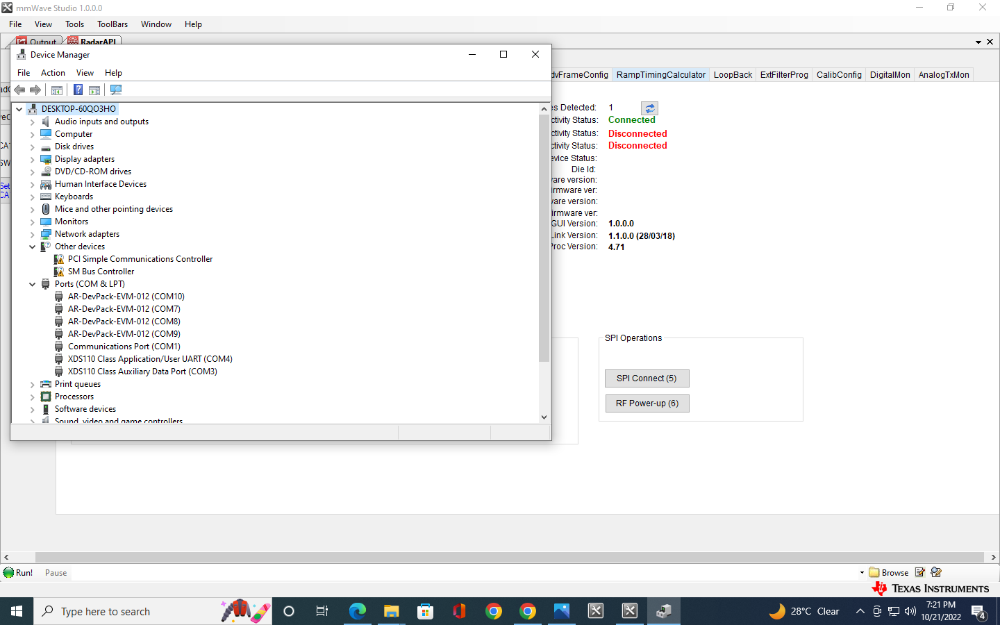 mmWave Studio 1.0.0.0
File View Tools ToolBars Window Help
Output RadarAPI
Device Manager
File Action View Help
DESKTOP-60QO3HO
Audio inputs and outputs
Computer
Disk drives
Display adapters
DVD/CD-ROM drives
Human Interface Devices
Keyboards
Mice and other pointing devices
Monitors
Network adapters
Other devices
PCI Simple Communications Controller
SM Bus Controller
Ports (COM & LPT)
AR-DevPack-EVM-012 (COM10)
AR-DevPack-EVM-012 (COM7)
AR-DevPack-EVM-012 (COM8)
AR-DevPack-EVM-012 (COM9)
Communications Port (COM1)
XDS110 Class Application/User UART (COM4)
XDS110 Class Auxiliary Data Port (COM3)
Print queues
Processors
Software devices
Sound, video and game controllers
dvFrameConfig RampTimingCalculator LoopBack ExtFilterProg CalibConfig DigitalMon AnalogTxMon
es Detected: 1
ctivity Status: Connected
ctivity Status: Disconnected
ctivity Status: Disconnected
evice Status:
Die Id:
are version:
irmware ver:
are version:
irmware ver:
GUI Version: 1.0.0.0
Link Version: 1.1.0.0 (28/03/18)
Proc Version: 4.71
SPI Operations
SPI Connect (5)
RF Power-up (6)
Run! Pause Browse
TEXAS INSTRUMENTS
Type here to search
28°C Clear
7:21 PM
10/21/2022
4